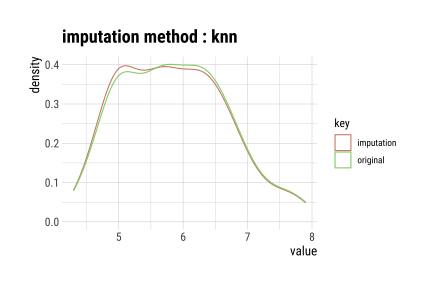 imputation method : knn
density
0.4
0.3
0.2
0.1
0.0
5
6
7
8
value
key
imputation
original